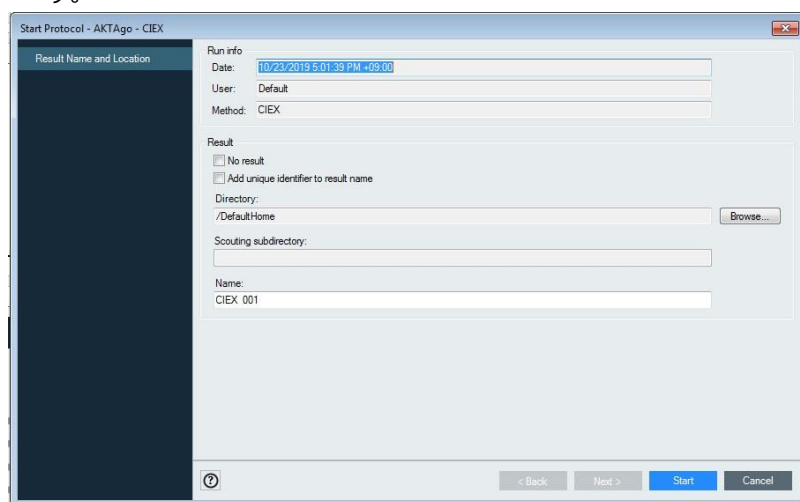 す。
Start Protocol - AKTAgo - CIEX
Result Name and Location
Run info
Date: 10/23/2019 5:01:39 PM +09:00
User: Default
Method: CIEX
Result
No result
Add unique identifier to result name
Directory:
/DefaultHome
Browse...
Scouting subdirectory:
Name:
CIEX 001
< Back Next > Start Cancel